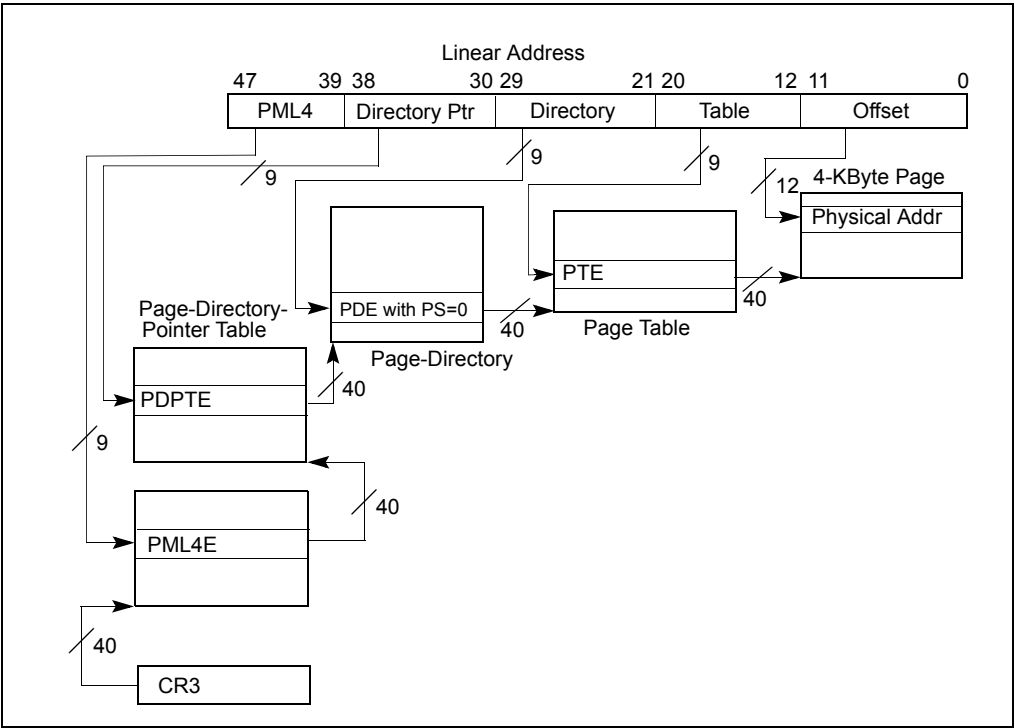 Linear Address
47 39 38 30 29 21 20 12 11 0
PML4 Directory Ptr Directory Table Offset
9 9 9 12 4-KByte Page
Physical Addr
PTE
PDE with PS=0 40 40
Page-Directory-
Pointer Table
Page Table
Page-Directory
40
PDPTE
9
40
PML4E
40
CR3